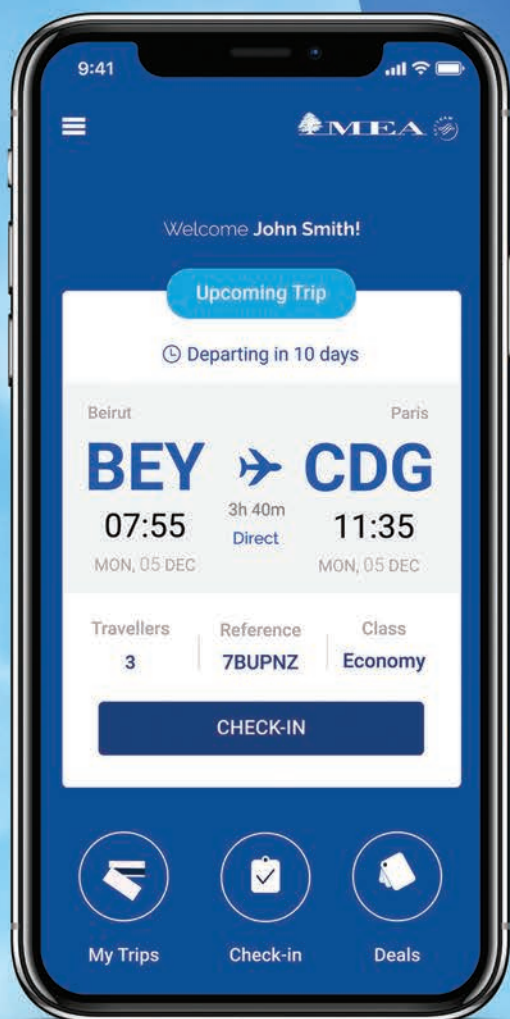 9:41
MEA
Welcome John Smith!
Upcoming Trip
Departing in 10 days
Beirut Paris
BEY CDG
07:55 3h 40m 11:35
Direct
MON, 05 DEC MON, 05 DEC
Travellers Reference Class
3 7BUPNZ Economy
CHECK-IN
My Trips Check-in Deals